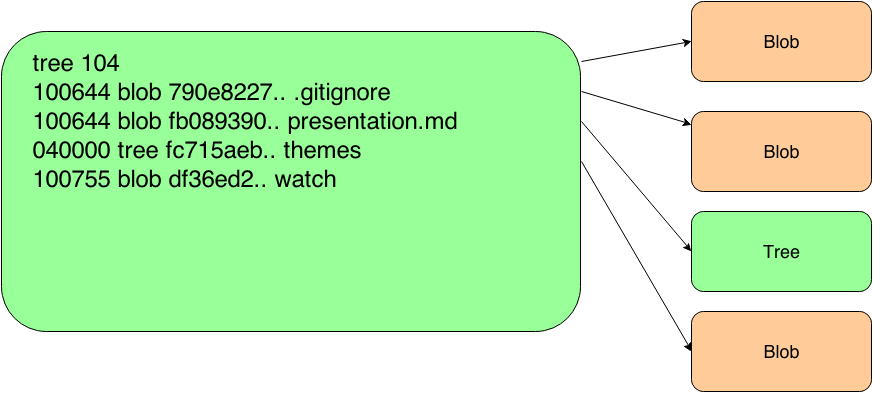 tree 104
100644 blob 790e8227.. .gitignore
100644 blob fb089390.. presentation.md
040000 tree fc715aeb.. themes
100755 blob df36ed2.. watch
Blob
Blob
Tree
Blob